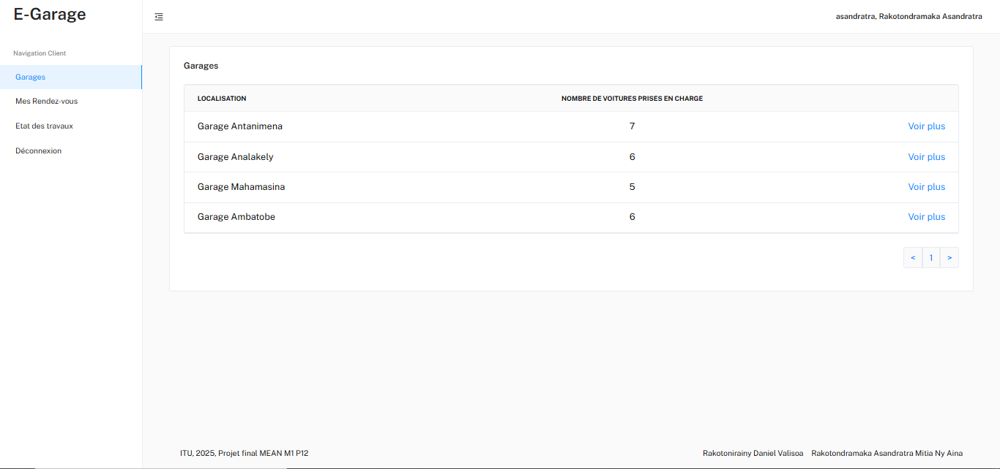 E-Garage
asandratra, Rakotondramaka Asandratra
Navigation Client
Garages
Mes Rendez-vous
Etat des travaux
Déconnexion
Garages
LOCALISATION NOMBRE DE VOITURES PRISES EN CHARGE
Garage Antanimena 7 Voir plus
Garage Analakely 6 Voir plus
Garage Mahamasina 5 Voir plus
Garage Ambatobe 6 Voir plus
< 1 >
ITU, 2025, Projet final MEAN M1 P12 Rakotonirainy Daniel Valisoa Rakotondramaka Asandratra Mitia Ny Aina